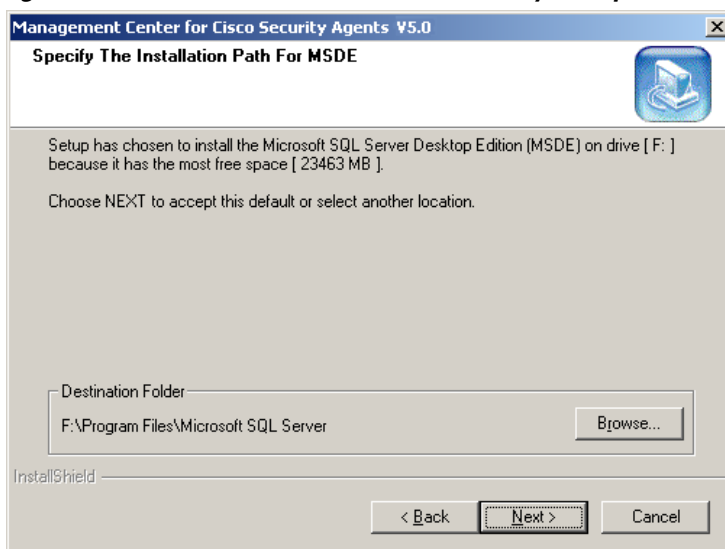 Management Center for Cisco Security Agents V5.0
Specify The Installation Path For MSDE
Setup has chosen to install the Microsoft SQL Server Desktop Edition (MSDE) on drive [ F: ]
because it has the most free space [ 23463 MB ].
Choose NEXT to accept this default or select another location.
Destination Folder
F:\Program Files\Microsoft SQL Server
Browse...
InstallShield
< Back
Next >
Cancel